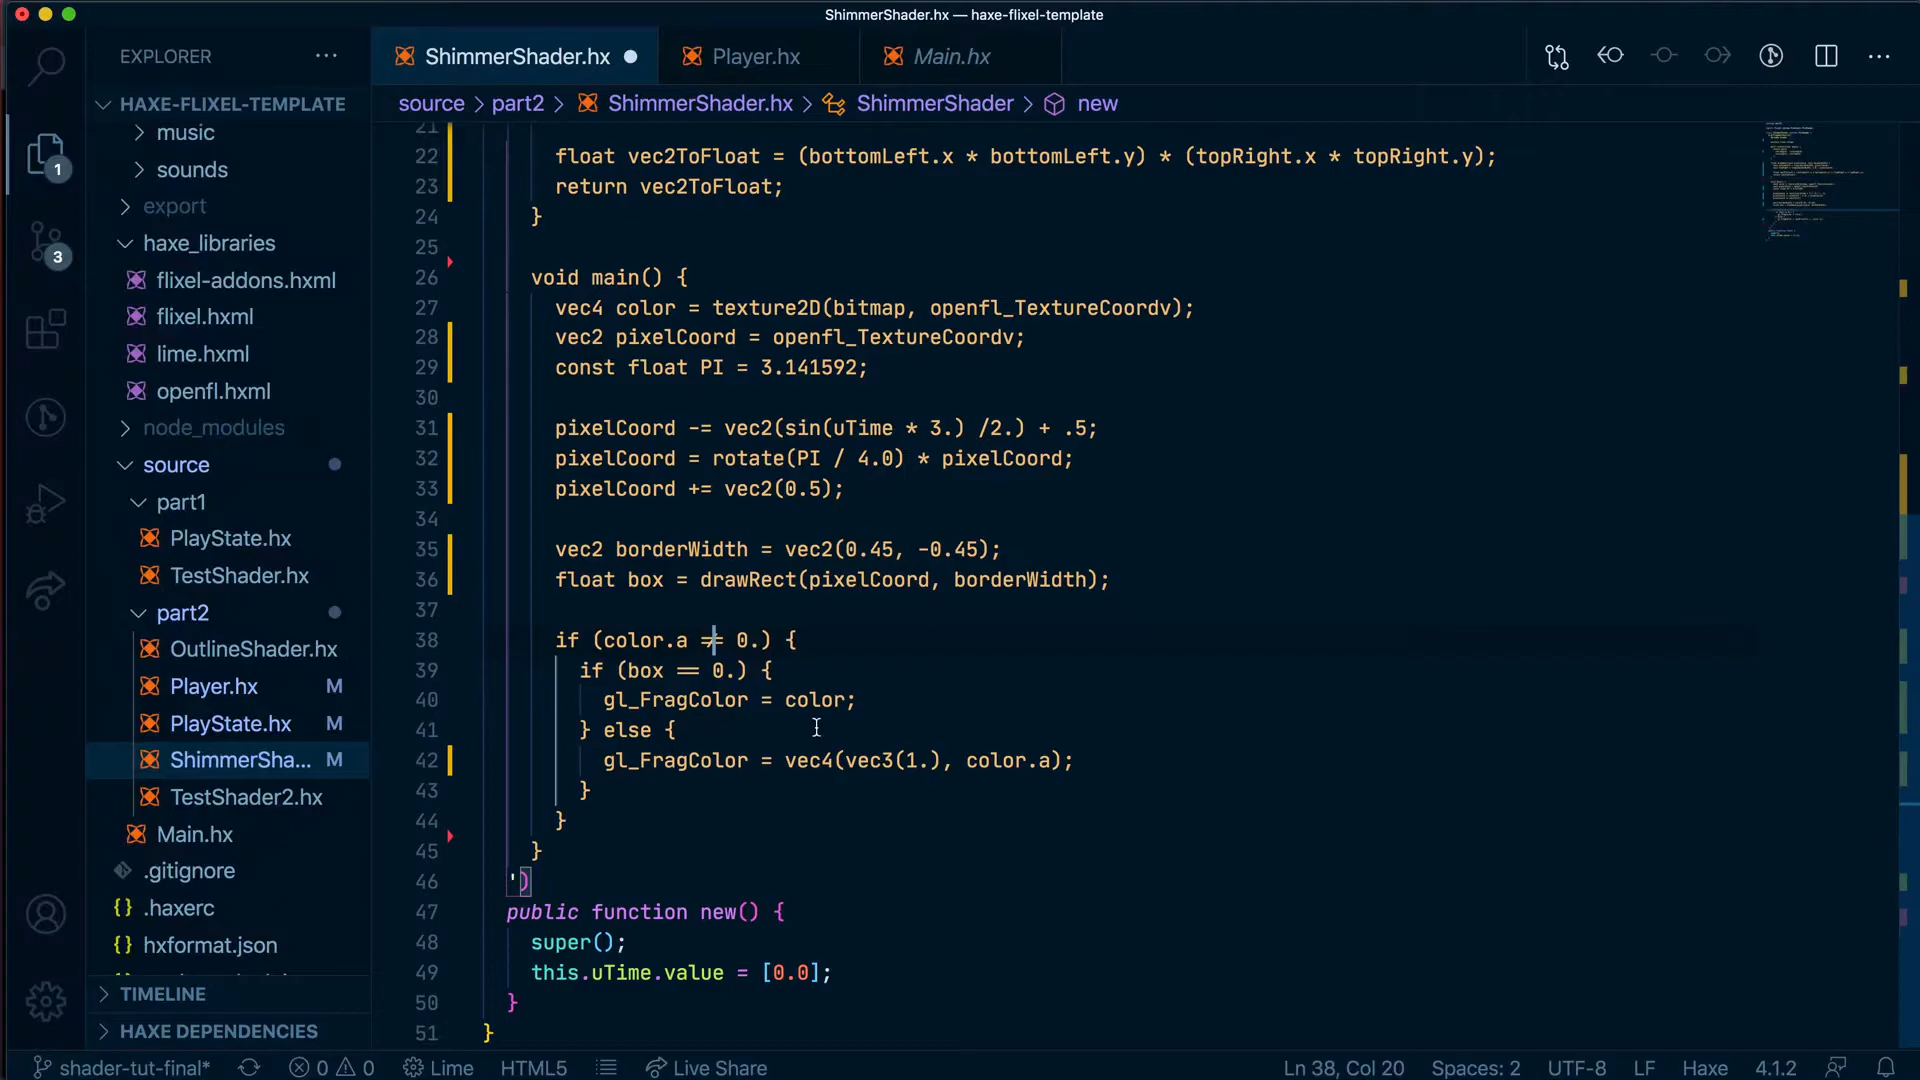 ShimmerShader.hx — haxe-flixel-template
EXPLORER
ShimmerShader.hx
Player.hx
Main.hx
source > part2 > ShimmerShader.hx > ShimmerShader > new
HAXE-FLIXEL-TEMPLATE
music
sounds
export
haxe_libraries
flixel-addons.hxml
flixel.hxml
lime.hxml
openfl.hxml
node_modules
source
part1
PlayState.hx
TestShader.hx
part2
OutlineShader.hx
Player.hx M
PlayState.hx M
ShimmerSha... M
TestShader2.hx
Main.hx
.gitignore
.haxerc
hxformat.json
TIMELINE
HAXE DEPENDENCIES
1
3
21
22 float vec2ToFloat = (bottomLeft.x * bottomLeft.y) * (topRight.x * topRight.y);
23 return vec2ToFloat;
24 }
25
26 void main() {
27 vec4 color = texture2D(bitmap, openfl_TextureCoordv);
28 vec2 pixelCoord = openfl_TextureCoordv;
29 const float PI = 3.141592;
30
31 pixelCoord -= vec2(sin(uTime * 3.) /2.) + .5;
32 pixelCoord = rotate(PI / 4.0) * pixelCoord;
33 pixelCoord += vec2(0.5);
34
35 vec2 borderWidth = vec2(0.45, -0.45);
36 float box = drawRect(pixelCoord, borderWidth);
37
38 if (color.a != 0.) {
39 if (box == 0.) {
40 gl_FragColor = color;
41 } else {
42 gl_FragColor = vec4(vec3(1.), color.a);
43 }
44 }
45 }
46 ')
47 public function new() {
48 super();
49 this.uTime.value = [0.0];
50 }
51 }
shader-tut-final* 0 0 Lime HTML5 Live Share Ln 38, Col 20 Spaces: 2 UTF-8 LF Haxe 4.1.2